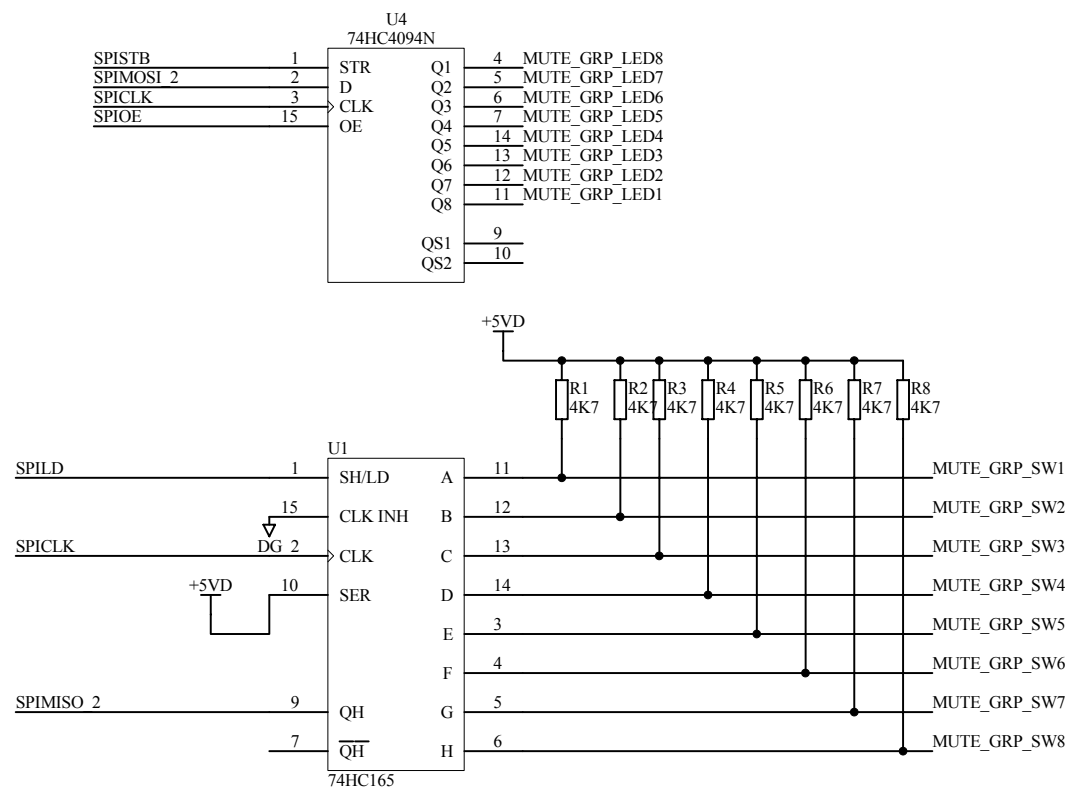 U4
74HC4094N
SPISTB 1 STR Q1 4 MUTE_GRP_LED8
SPIMOSI_2 2 D Q2 5 MUTE_GRP_LED7
SPICLK 3 CLK Q3 6 MUTE_GRP_LED6
SPIOE 15 OE Q4 7 MUTE_GRP_LED5
Q5 14 MUTE_GRP_LED4
Q6 13 MUTE_GRP_LED3
Q7 12 MUTE_GRP_LED2
Q8 11 MUTE_GRP_LED1
QS1 9
QS2 10
+5VD
R1 R2 R3 R4 R5 R6 R7 R8
4K7 4K7 4K7 4K7 4K7 4K7 4K7 4K7
U1
SPILD 1 SH/LD A 11 MUTE_GRP_SW1
15 CLK INH B 12 MUTE_GRP_SW2
DG
SPICLK 2 CLK C 13 MUTE_GRP_SW3
+5VD 10 SER D 14 MUTE_GRP_SW4
E 3 MUTE_GRP_SW5
F 4 MUTE_GRP_SW6
SPIMISO_2 9 QH G 5 MUTE_GRP_SW7
7 QH H 6 MUTE_GRP_SW8
74HC165